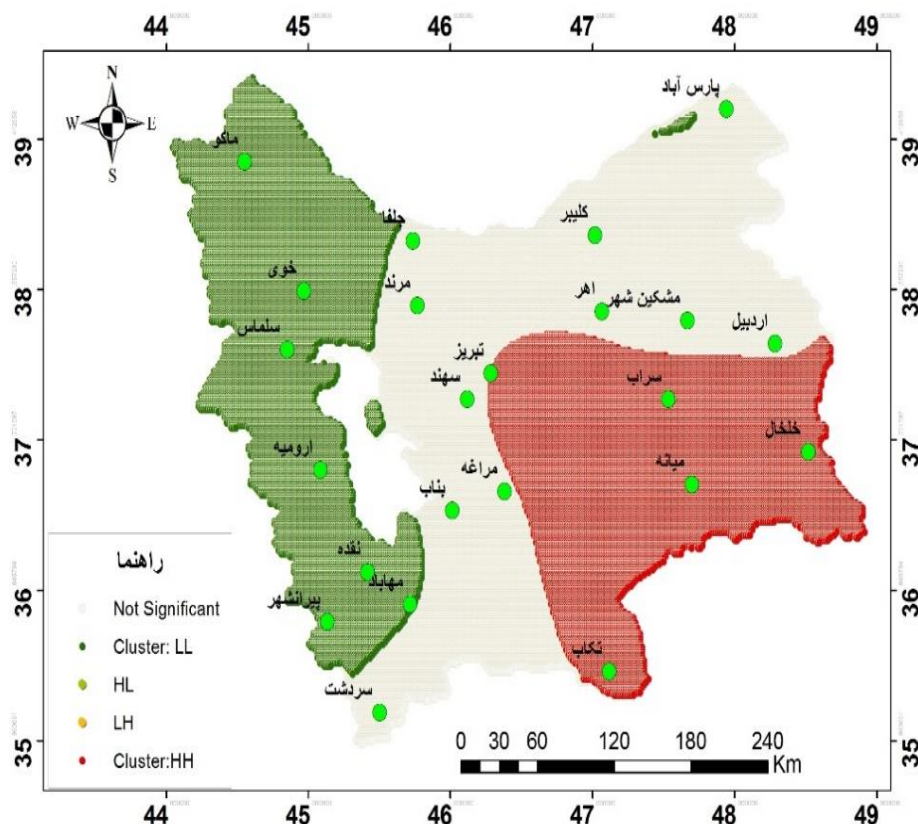 44 45 46 47 48 49
N
W E
S
39 39
38 38
37 37
36 36
35 35
پارس آباد
ماکو
کلیبر
جلفا
خوی
مرند
اهر
مشکین شهر
اردبیل
سلماس
تبریز
سهند
سراب
خلخال
ارومیه
مراغه
میانه
بناب
نقده
مهاباد
پیرانشهر
تکاب
سردشت
راهنما
Not Significant
Cluster: LL
HL
LH
Cluster:HH
0 30 60 120 180 240
Km
44 45 46 47 48 49